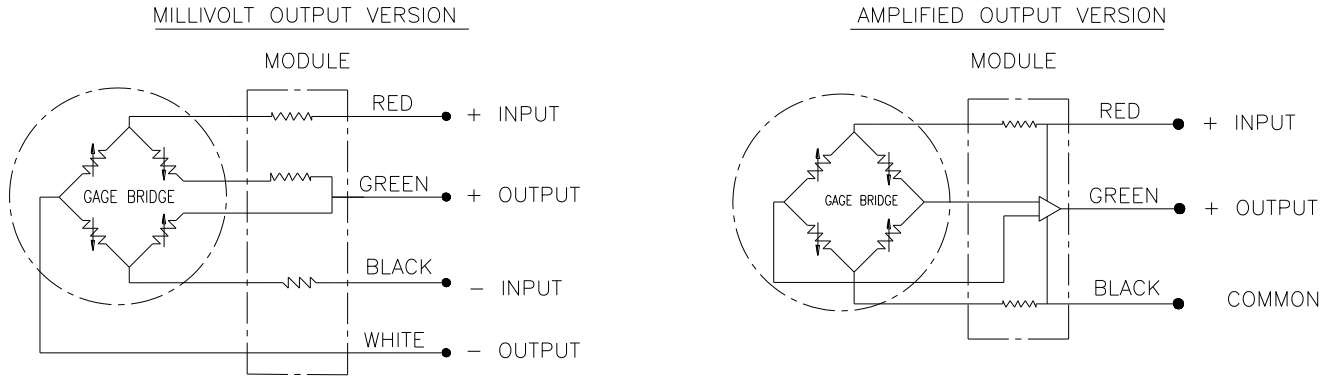 MILLIVOLT OUTPUT VERSION
MODULE
RED
+ INPUT
GAGE BRIDGE
GREEN
+ OUTPUT
BLACK
- INPUT
WHITE
- OUTPUT
AMPLIFIED OUTPUT VERSION
MODULE
RED
+ INPUT
GAGE BRIDGE
GREEN
+ OUTPUT
BLACK
COMMON